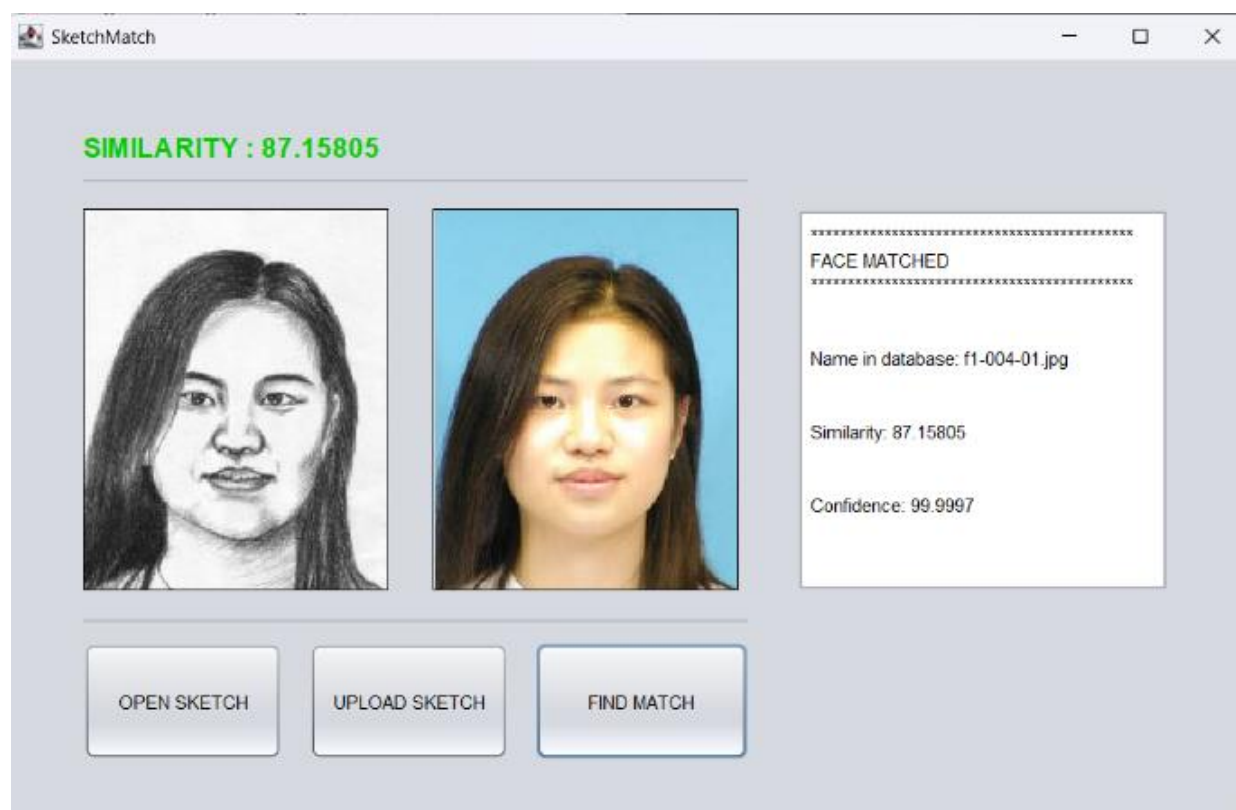 SketchMatch
SIMILARITY : 87.15805
*******************************************
FACE MATCHED
*******************************************
Name in database: f1-004-01.jpg
Similarity: 87.15805
Confidence: 99.9997
OPEN SKETCH
UPLOAD SKETCH
FIND MATCH